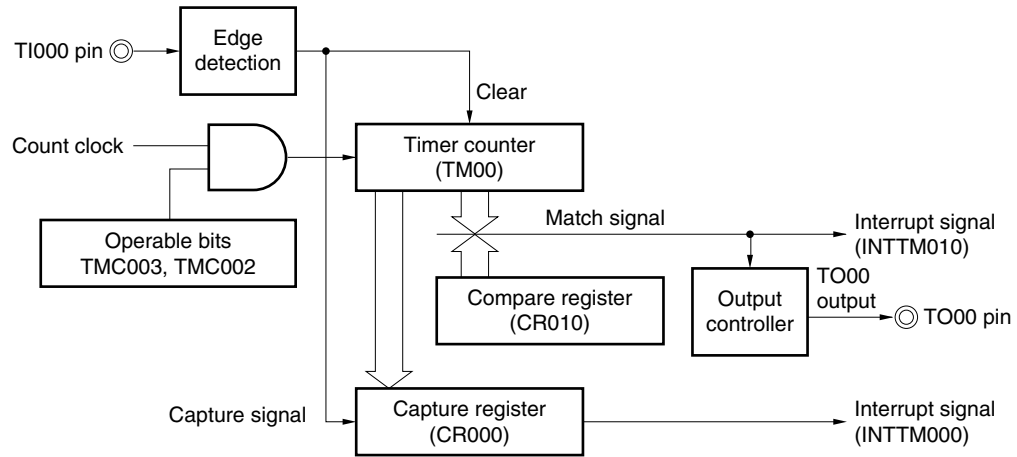 TI000 pin
Edge
detection
Clear
Count clock
Timer counter
(TM00)
Operable bits
TMC003, TMC002
Match signal
Interrupt signal
(INTTM010)
Compare register
(CR010)
Output
controller
TO00
output
TO00 pin
Capture signal
Capture register
(CR000)
Interrupt signal
(INTTM000)